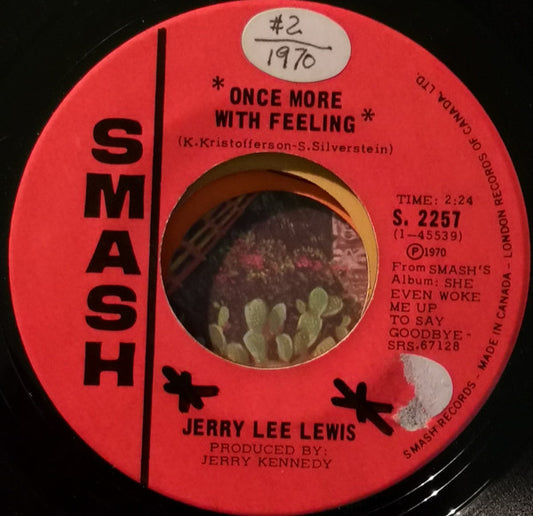 #2
1970
* ONCE MORE *
WITH FEELING
(K.Kristofferson-S.Silverstein)
SMASH
TIME: 2:24
S. 2257
(1-45539)
Ⓟ1970
From SMASH'S
Album: SHE
EVEN WOKE
ME UP
TO SAY
GOODBYE-
SRS.67128
JERRY LEE LEWIS
PRODUCED BY:
JERRY KENNEDY
SMASH RECORDS - MADE IN CANADA - LONDON RECORDS OF CANADA, LTD.